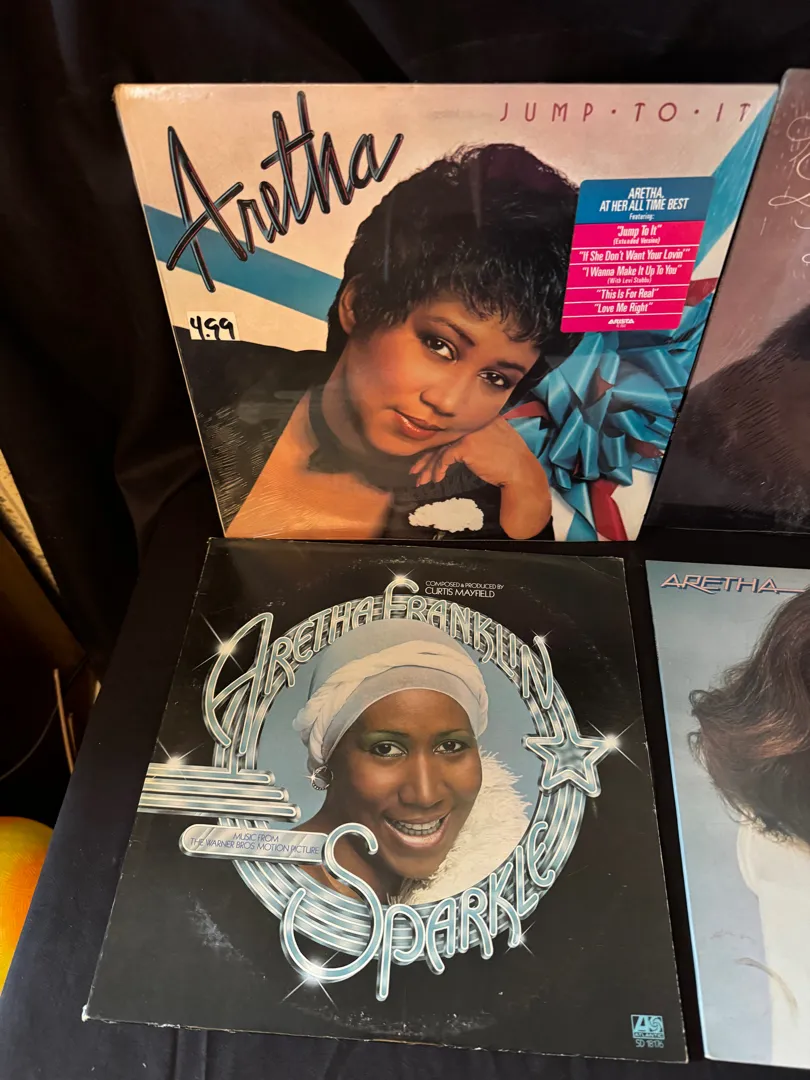 Aretha
JUMP·TO·IT
ARETHA,
AT HER ALL TIME BEST
Featuring:
"Jump To It"
(Extended Version)
"If She Don't Want Your Lovin'"
"I Wanna Make It Up To You"
(With Levi Stubbs)
"This Is For Real"
"Love Me Right"
ARISTA
4.99
COMPOSED & PRODUCED BY
CURTIS MAYFIELD
ARETHA FRANKLIN
MUSIC FROM
THE WARNER BROS. MOTION PICTURE
SPARKLE
ATLANTIC
SD 18176
ARETHA